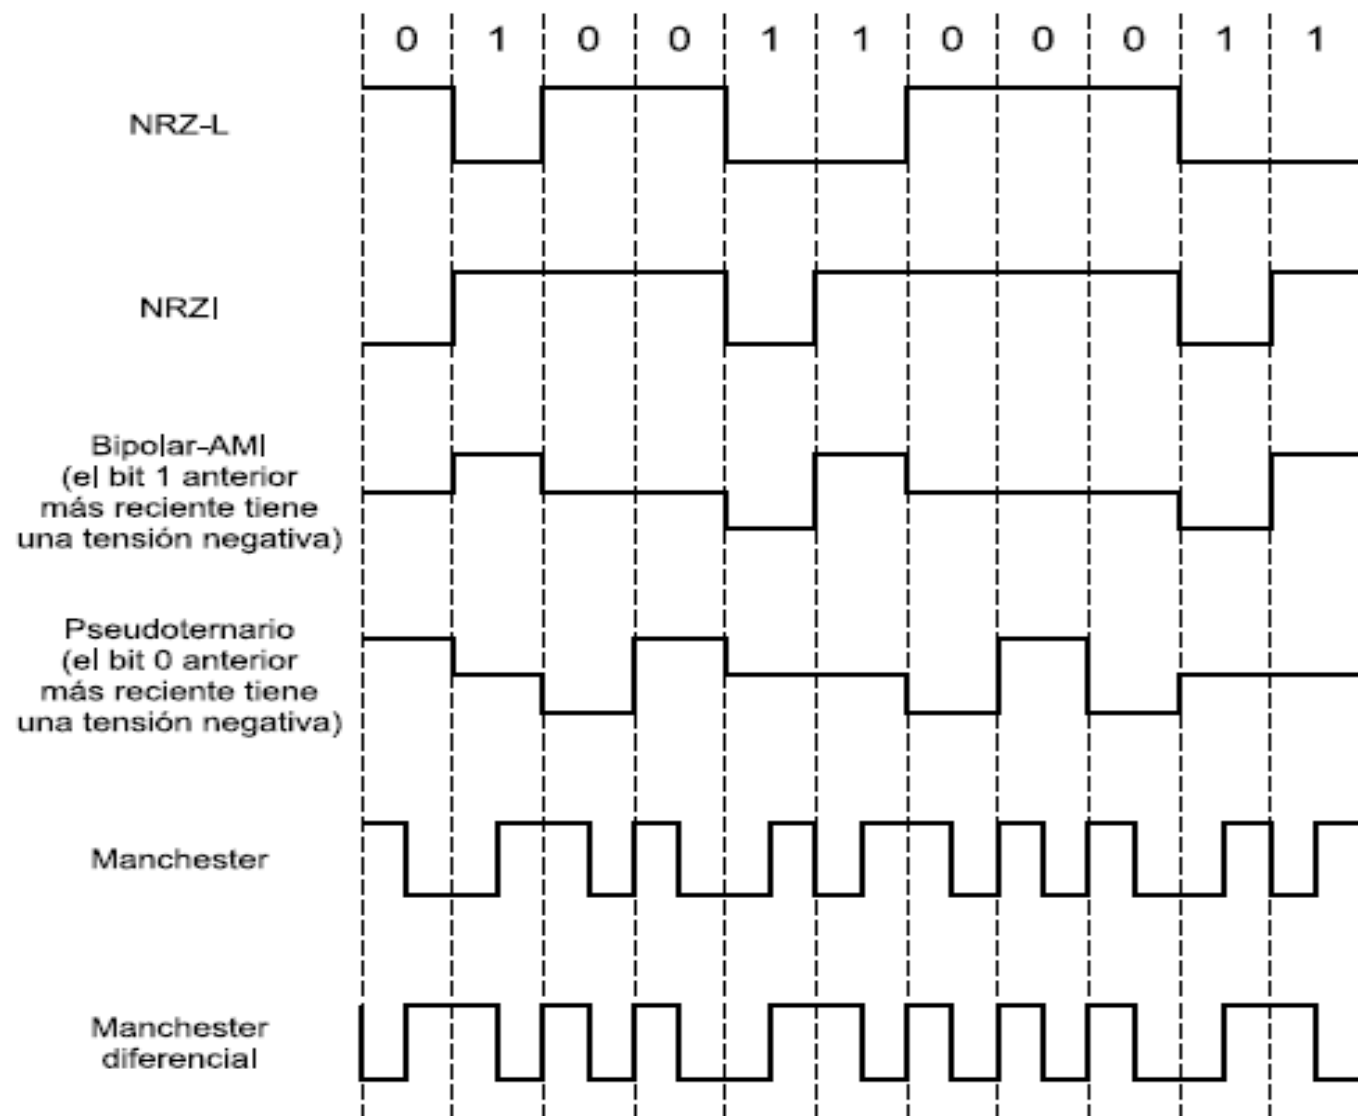 0 1 0 0 1 1 0 0 0 1 1
NRZ-L
NRZI
Bipolar-AMI
(el bit 1 anterior
más reciente tiene
una tensión negativa)
Pseudoternario
(el bit 0 anterior
más reciente tiene
una tensión negativa)
Manchester
Manchester
diferencial